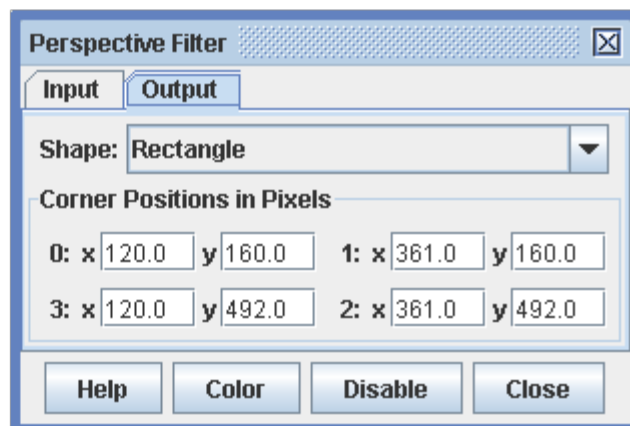 Perspective Filter
Input Output
Shape: Rectangle
Corner Positions in Pixels
0: x 120.0 y 160.0 1: x 361.0 y 160.0
3: x 120.0 y 492.0 2: x 361.0 y 492.0
Help Color Disable Close